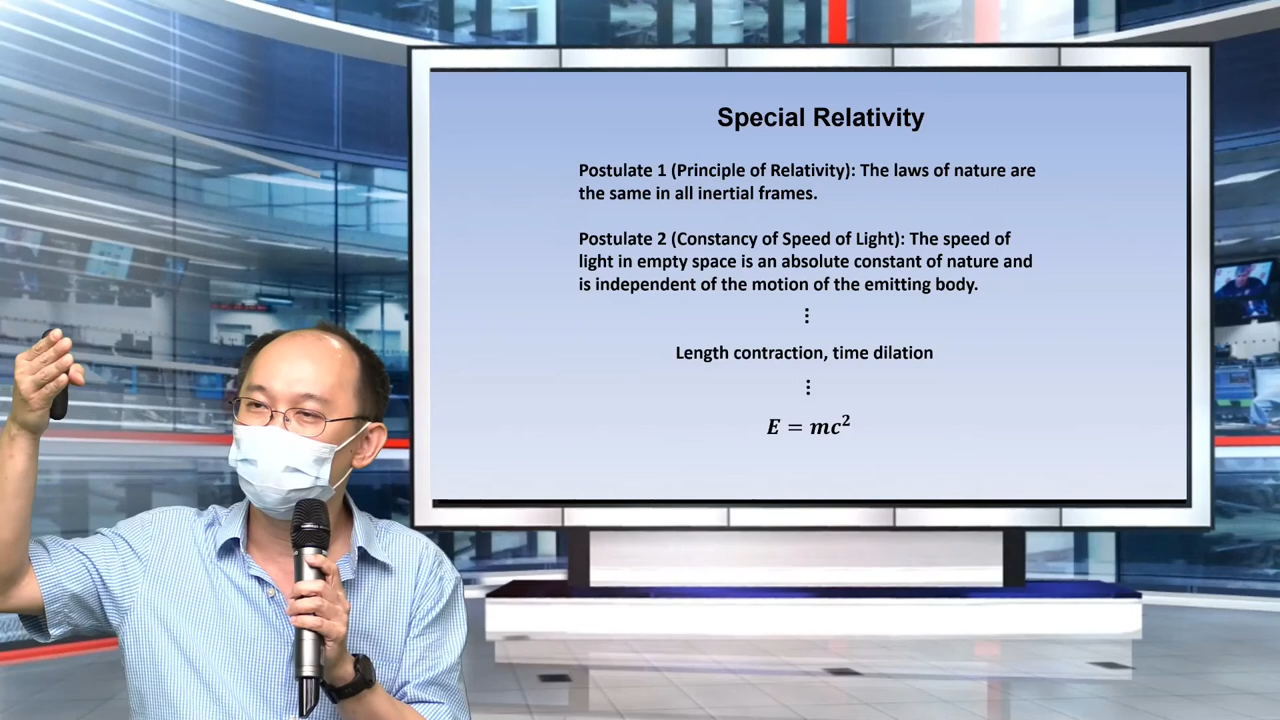 Special Relativity
Postulate 1 (Principle of Relativity): The laws of nature are
the same in all inertial frames.
Postulate 2 (Constancy of Speed of Light): The speed of
light in empty space is an absolute constant of nature and
is independent of the motion of the emitting body.
⋮
Length contraction, time dilation
⋮
E = mc²